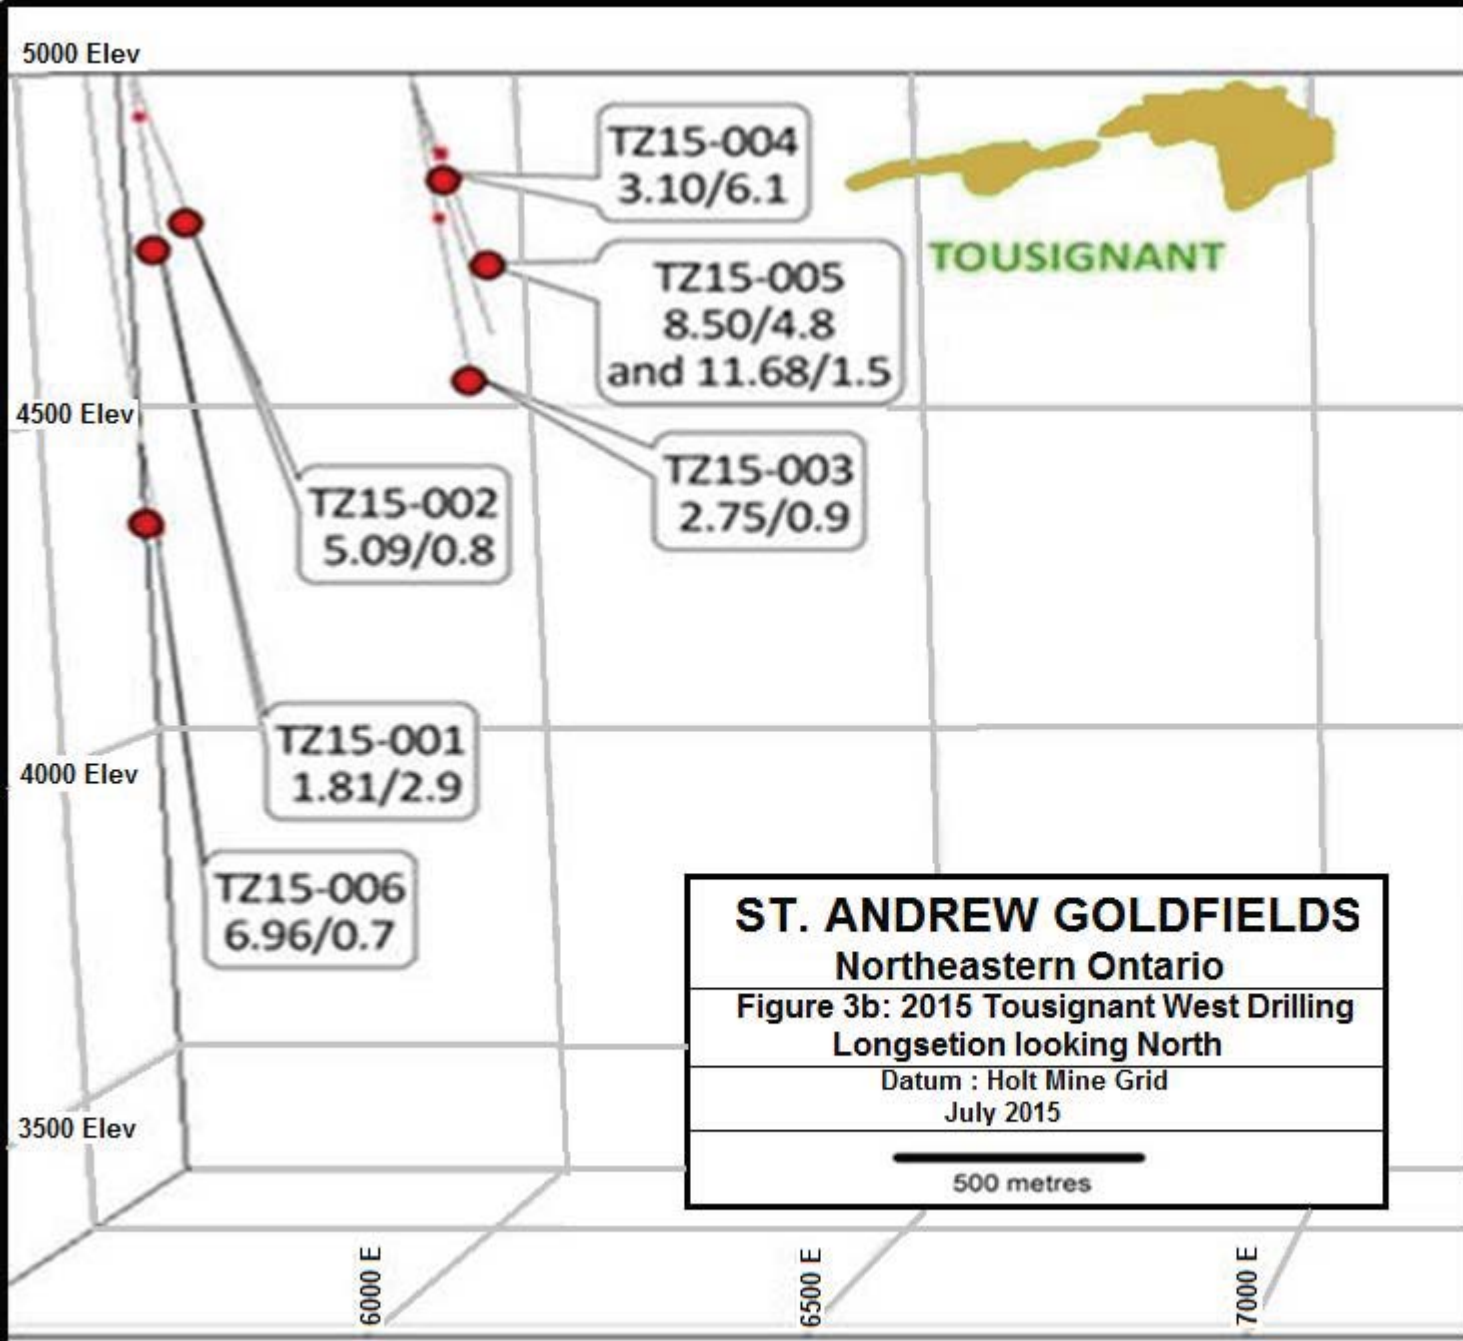 5000 Elev
TZ15-004
3.10/6.1
TOUSIGNANT
TZ15-005
8.50/4.8
and 11.68/1.5
4500 Elev
TZ15-003
2.75/0.9
TZ15-002
5.09/0.8
TZ15-001
1.81/2.9
4000 Elev
TZ15-006
6.96/0.7
ST. ANDREW GOLDFIELDS
Northeastern Ontario
Figure 3b: 2015 Tousignant West Drilling
Longsetion looking North
Datum : Holt Mine Grid
July 2015
500 metres
3500 Elev
6000 E
6500 E
7000 E